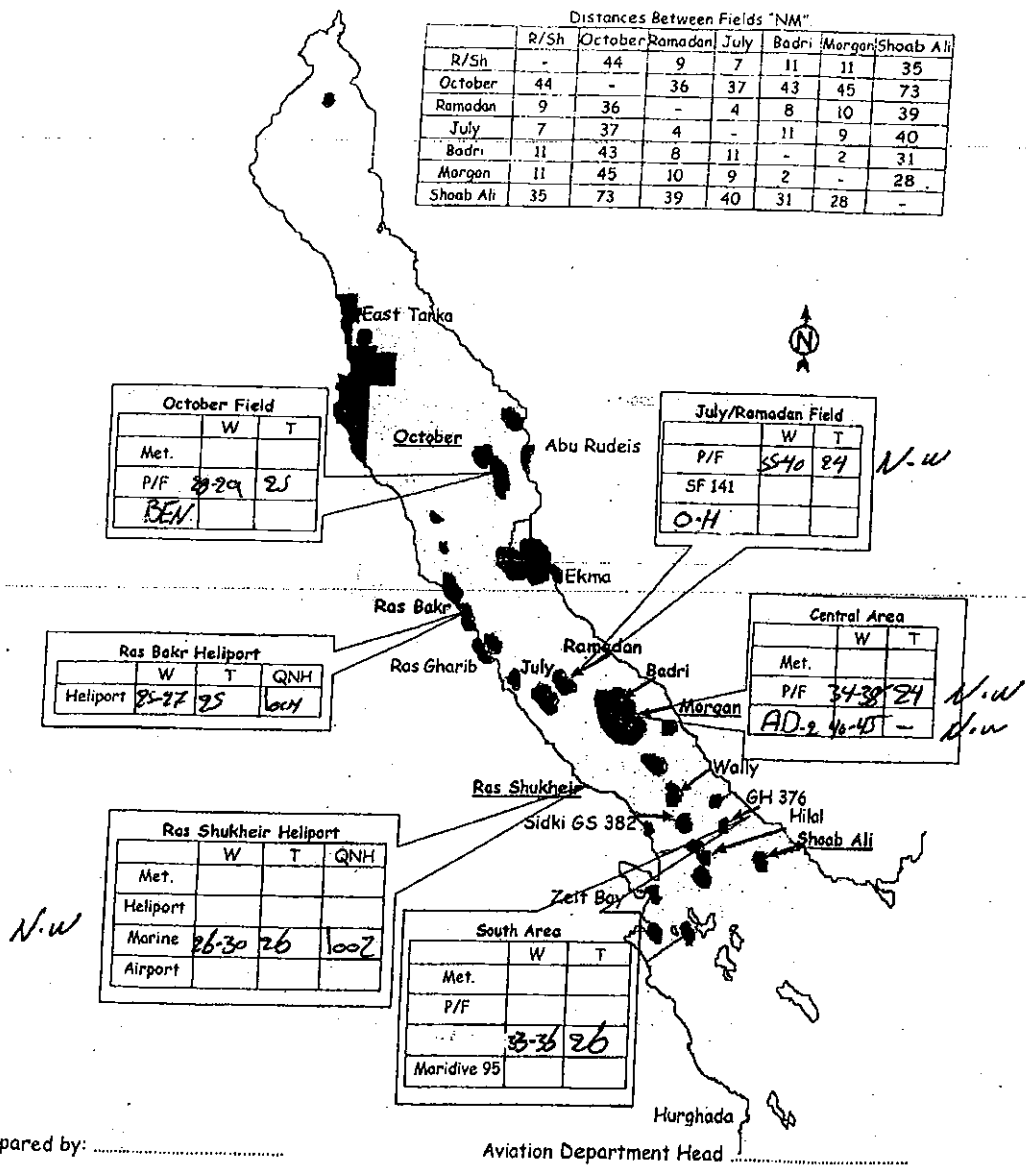 Distances Between Fields "NM"
R/Sh October Ramadan July Badri Morgan Shoab Ali
R/Sh - 44 9 7 11 11 35
October 44 - 36 37 43 45 73
Ramadan 9 36 - 4 8 10 39
July 7 37 4 - 11 9 40
Badri 11 43 8 11 - 2 31
Morgan 11 45 10 9 2 - 28
Shoab Ali 35 73 39 40 31 28 -
East Tanka
N
October Field
W T
Met.
P/F 25
BEN.
October
Abu Rudeis
July/Ramadan Field
W T
P/F 24 N-W
SF 141
O-H
Ekma
Ras Bakr
Ras Gharib
Ras Bakr Heliport
W T QNH
Heliport 25-27 25
July
Ramadan
Badri
Morgan
Central Area
W T
Met.
P/F 34-38 24 N-W
AD-2 40-45 - N-W
Ras Shukheir
Wally
GH 376
Sidki GS 382
Hilal
Shoab Ali
Zeit Bay
Ras Shukheir Heliport
W T QNH
Met.
Heliport
N-W Marine 26-30 26 1002
Airport
South Area
W T
Met.
P/F
33-36 26
Maridive 95
Hurghada
pared by:
Aviation Department Head